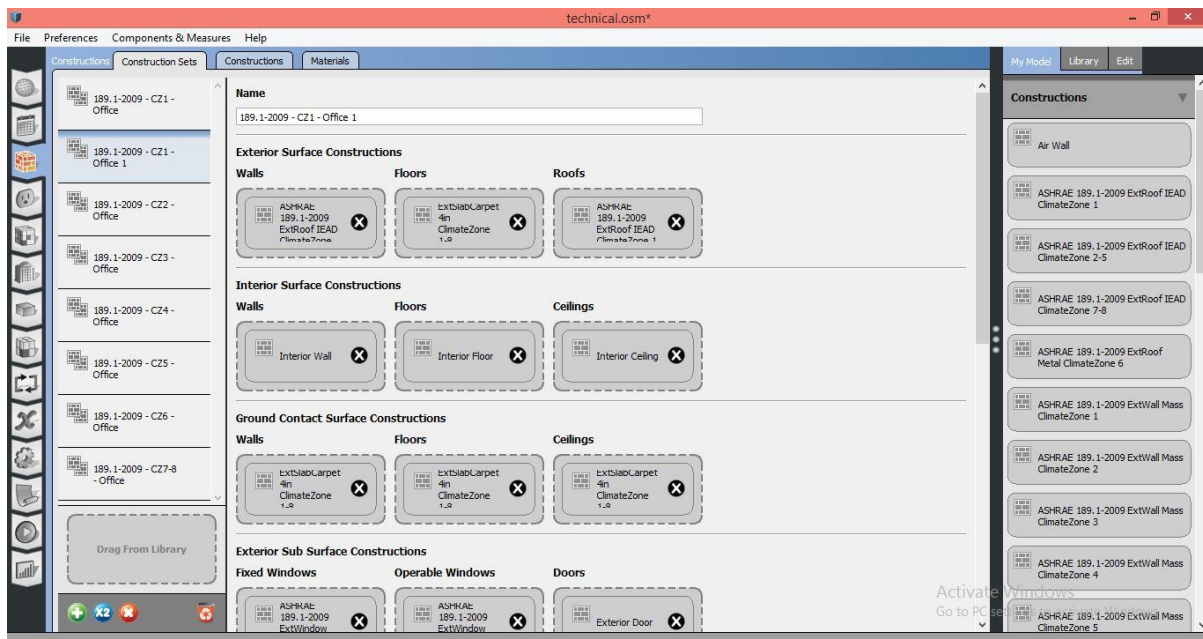 technical.osm*
File Preferences Components & Measures Help
Constructions Construction Sets Constructions Materials
My Model Library Edit
189.1-2009 - CZ1 -
Office
189.1-2009 - CZ1 -
Office 1
189.1-2009 - CZ2 -
Office
189.1-2009 - CZ3 -
Office
189.1-2009 - CZ4 -
Office
189.1-2009 - CZ5 -
Office
189.1-2009 - CZ6 -
Office
189.1-2009 - CZ7-8
- Office
Drag From Library
X2
Name
189.1-2009 - CZ1 - Office 1
Exterior Surface Constructions
Walls Floors Roofs
ASHRAE
189.1-2009
ExtRoof IEAD
ClimateZone
ExtSlabCarpet
4in
ClimateZone
1-8
ASHRAE
189.1-2009
ExtRoof IEAD
ClimateZone 1
Interior Surface Constructions
Walls Floors Ceilings
Interior Wall
Interior Floor
Interior Ceiling
Ground Contact Surface Constructions
Walls Floors Ceilings
ExtSlabCarpet
4in
ClimateZone
1-8
ExtSlabCarpet
4in
ClimateZone
1-8
ExtSlabCarpet
4in
ClimateZone
1-8
Exterior Sub Surface Constructions
Fixed Windows Operable Windows Doors
ASHRAE
189.1-2009
ExtWindow
ASHRAE
189.1-2009
ExtWindow
Exterior Door
Constructions
Air Wall
ASHRAE 189.1-2009 ExtRoof IEAD
ClimateZone 1
ASHRAE 189.1-2009 ExtRoof IEAD
ClimateZone 2-5
ASHRAE 189.1-2009 ExtRoof IEAD
ClimateZone 7-8
ASHRAE 189.1-2009 ExtRoof
Metal ClimateZone 6
ASHRAE 189.1-2009 ExtWall Mass
ClimateZone 1
ASHRAE 189.1-2009 ExtWall Mass
ClimateZone 2
ASHRAE 189.1-2009 ExtWall Mass
ClimateZone 3
ASHRAE 189.1-2009 ExtWall Mass
ClimateZone 4
ASHRAE 189.1-2009 ExtWall Mass
ClimateZone 5
Activate Windows
Go to PC